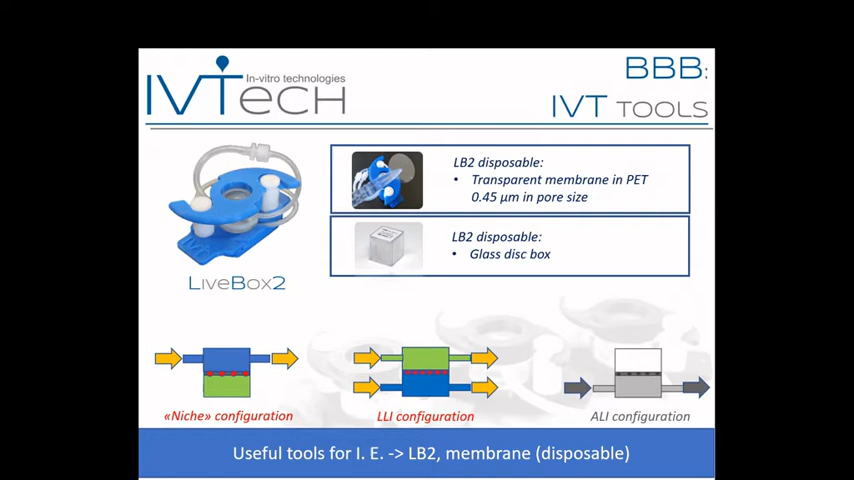 IVTECH
In-vitro technologies
BBB:
IVT TOOLS
LB2 disposable:
• Transparent membrane in PET
0.45 µm in pore size
LB2 disposable:
• Glass disc box
LIVEBOX2
«Niche» configuration
LLI configuration
ALI configuration
Useful tools for I. E. -> LB2, membrane (disposable)